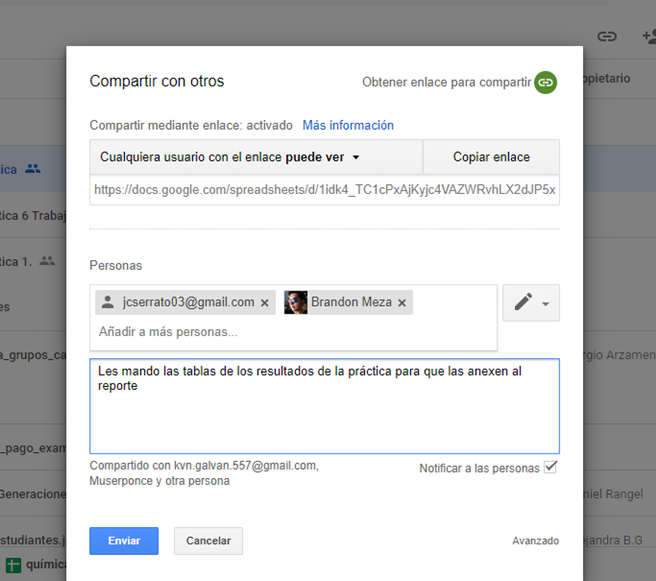 Compartir con otros
Obtener enlace para compartir
Compartir mediante enlace: activado Más información
Cualquiera usuario con el enlace puede ver
Copiar enlace
https://docs.google.com/spreadsheets/d/1idk4_TC1cPxAjKyjc4VAZWRvhLX2dJP5x
Personas
jcserrato03@gmail.com
Brandon Meza
Añadir a más personas...
Les mando las tablas de los resultados de la práctica para que las anexen al
reporte
Compartido con kvn.galvan.557@gmail.com,
Muserponce y otra persona
Notificar a las personas
Enviar
Cancelar
Avanzado
opietario
ica
tica 6 Trabaj
tica 1.
es
a_grupos_ca
rgio Arzamen
_pago_exam
Generacione
niel Rangel
studiantes.j
ejandra B.G
química